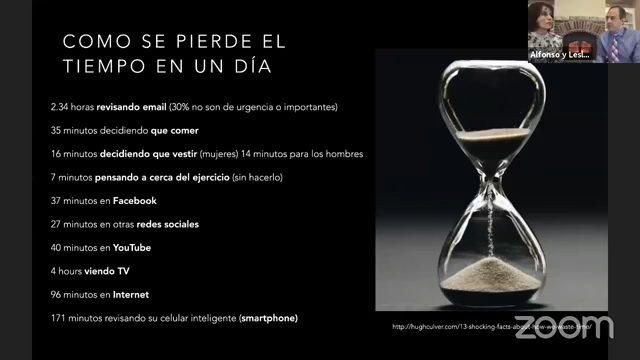 COMO SE PIERDE EL
TIEMPO EN UN DÍA
2.34 horas revisando email (30% no son de urgencia o importantes)
35 minutos decidiendo que comer
16 minutos decidiendo que vestir (mujeres) 14 minutos para los hombres
7 minutos pensando a cerca del ejercicio (sin hacerlo)
37 minutos en Facebook
27 minutos en otras redes sociales
40 minutos en YouTube
4 hours viendo TV
96 minutos en Internet
171 minutos revisando su celular inteligente (smartphone)
Alfonso y Lesl...
http://hughculver.com/13-shocking-facts-about-how-we-waste-time/
zoom